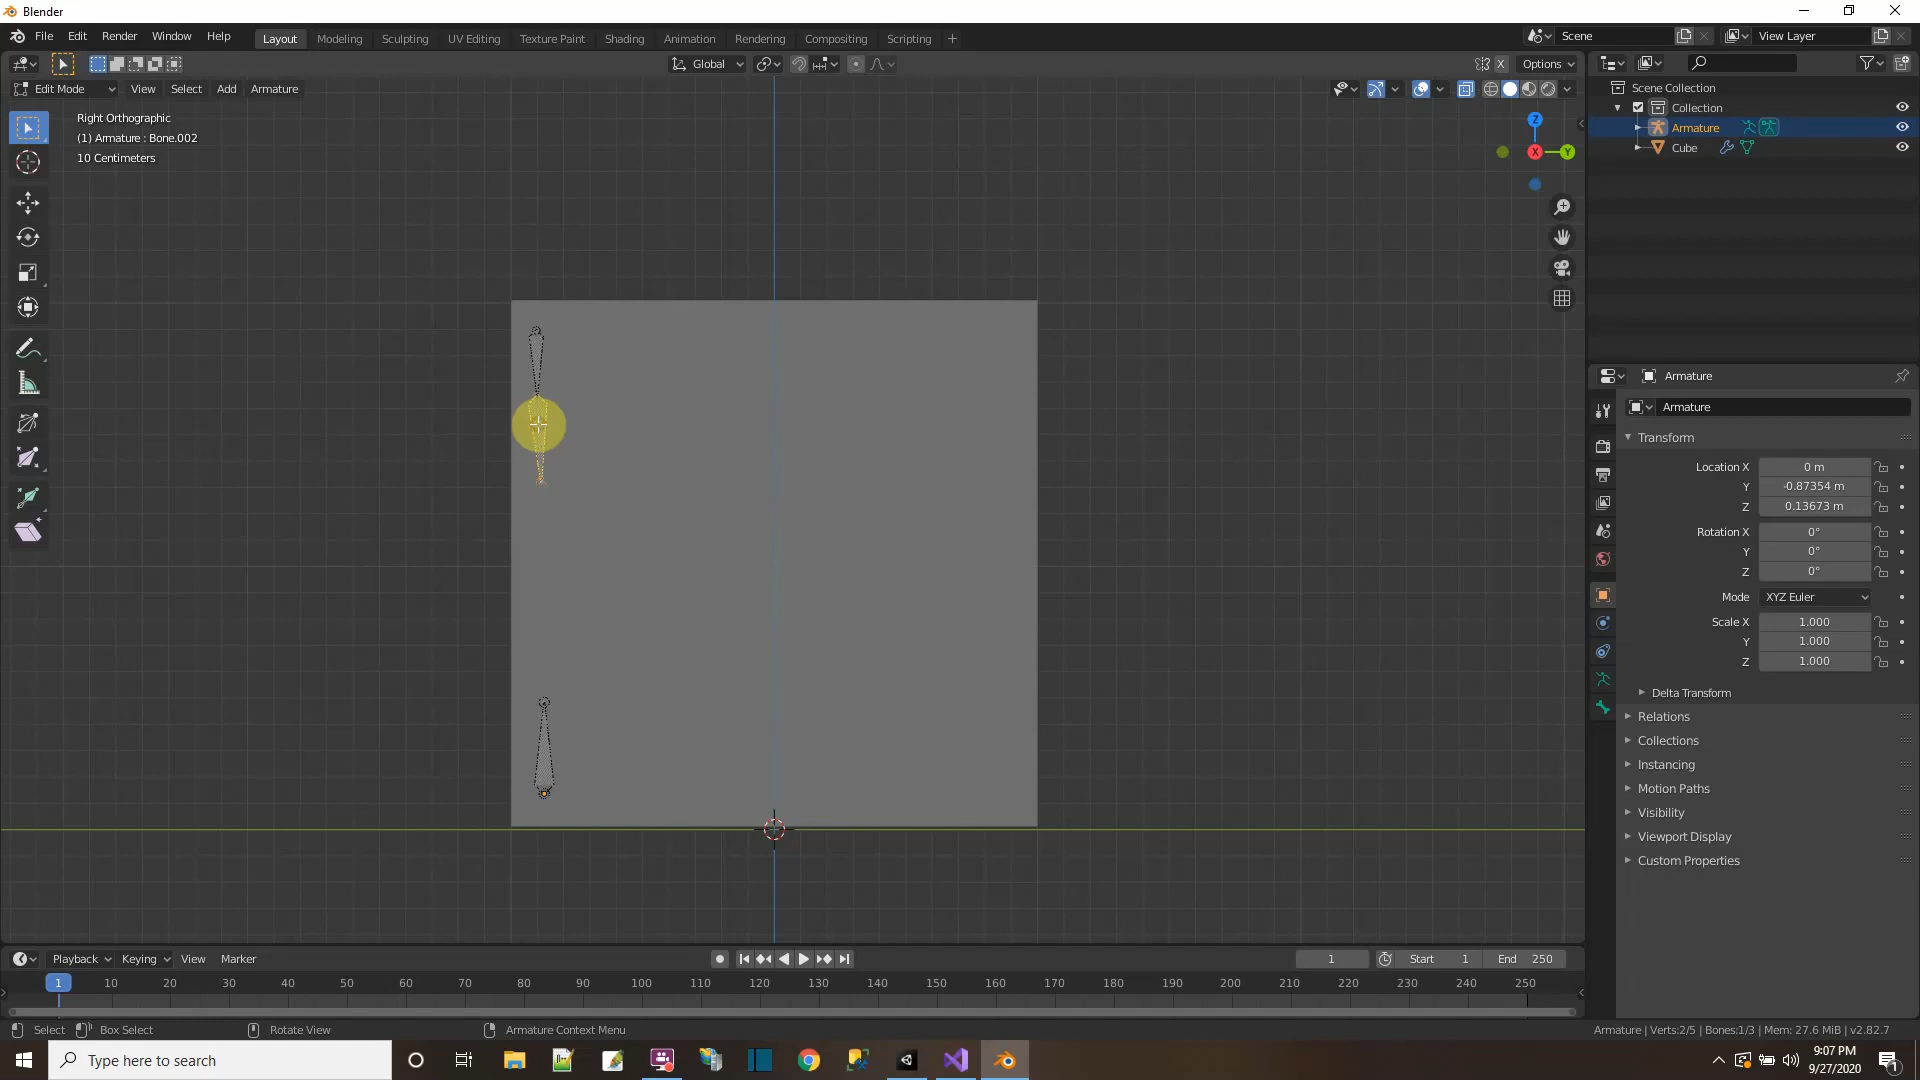 Blender
File Edit Render Window Help
Layout Modeling Sculpting UV Editing Texture Paint Shading Animation Rendering Compositing Scripting +
Scene
View Layer
Global
X Options
Edit Mode View Select Add Armature
Right Orthographic
(1) Armature : Bone.002
10 Centimeters
Z
X
Y
Scene Collection
Collection
Armature
Cube
Armature
Armature
Transform
Location X 0 m
Y -0.87354 m
Z 0.13673 m
Rotation X 0°
Y 0°
Z 0°
Mode XYZ Euler
Scale X 1.000
Y 1.000
Z 1.000
Delta Transform
Relations
Collections
Instancing
Motion Paths
Visibility
Viewport Display
Custom Properties
Playback Keying View Marker
1 Start 1 End 250
1 10 20 30 40 50 60 70 80 90 100 110 120 130 140 150 160 170 180 190 200 210 220 230 240 250
Select Box Select Rotate View Armature Context Menu
Armature | Verts:2/5 | Bones:1/3 | Mem: 27.6 MiB | v2.82.7
Type here to search
9:07 PM
9/27/2020
1